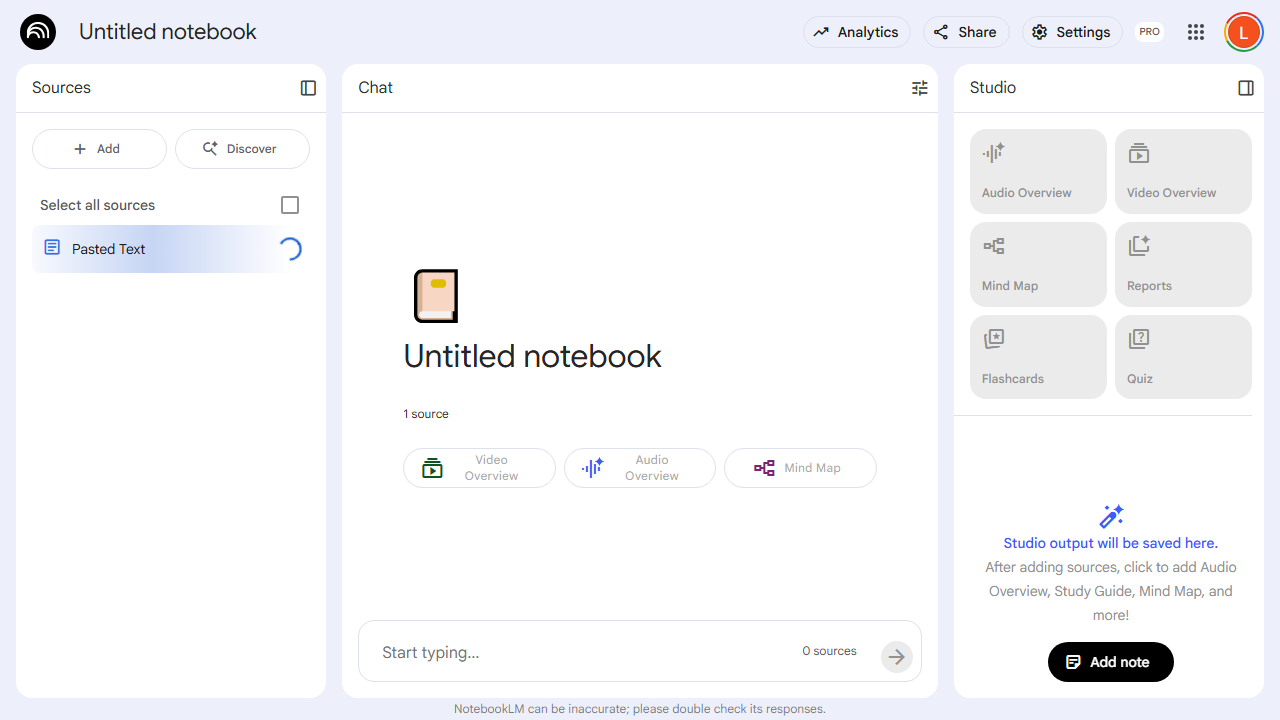 Untitled notebook
Analytics
Share
Settings
PRO
L
Sources
Add
Discover
Select all sources
Pasted Text
Chat
Untitled notebook
1 source
Video
Overview
Audio
Overview
Mind Map
Start typing...
0 sources
Studio
Audio Overview
Video Overview
Mind Map
Reports
Flashcards
Quiz
Studio output will be saved here.
After adding sources, click to add Audio
Overview, Study Guide, Mind Map, and
more!
Add note
NotebookLM can be inaccurate; please double check its responses.